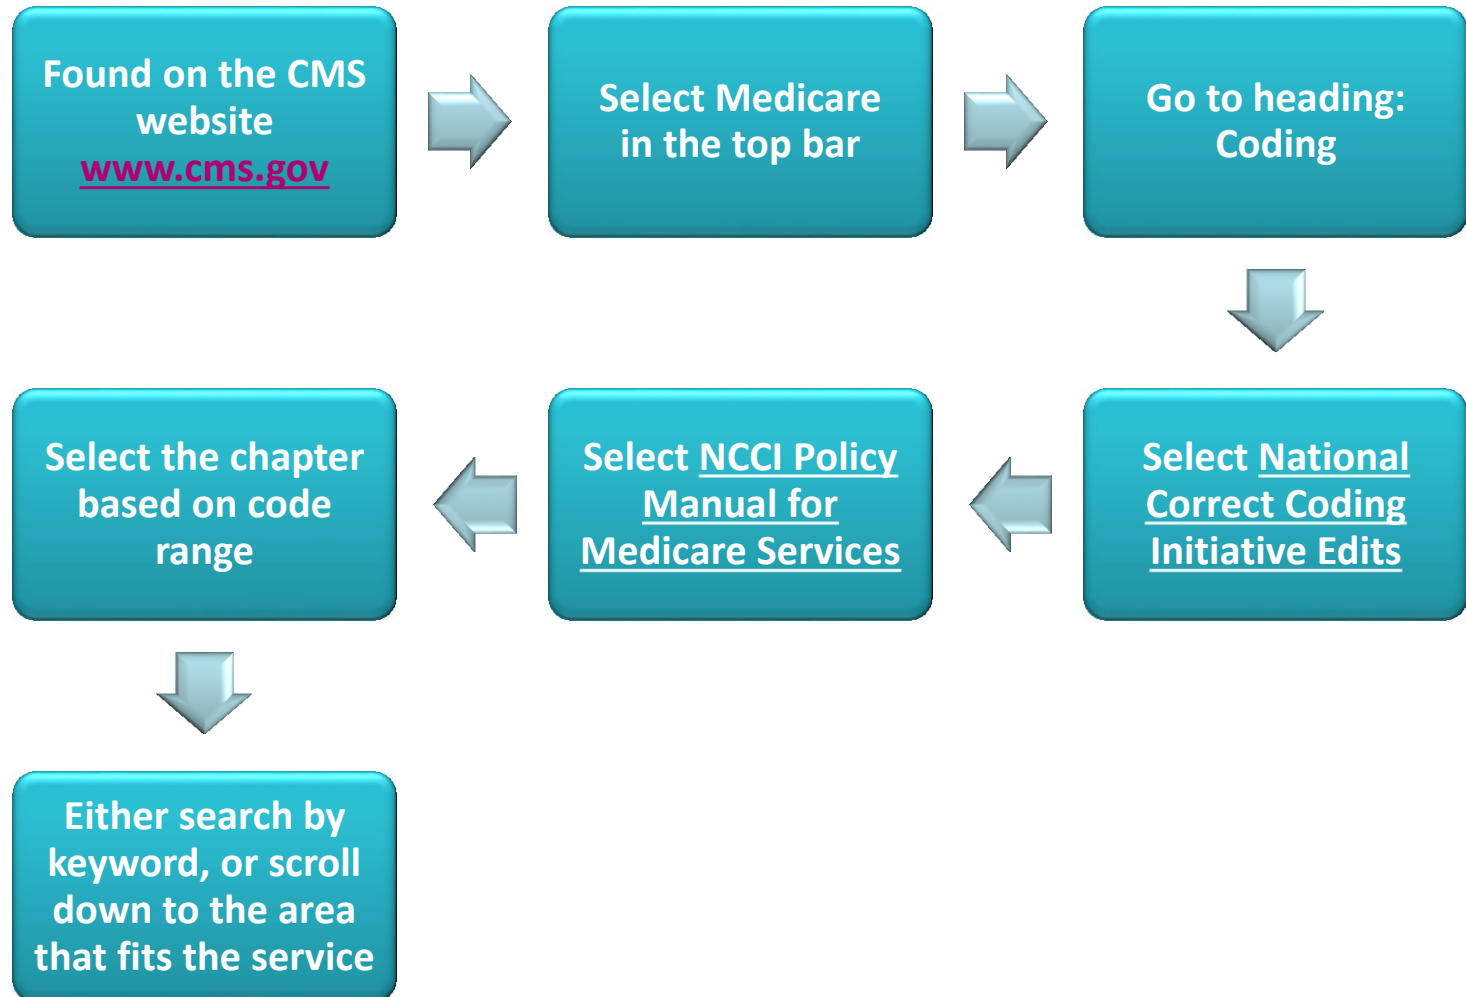 Found on the CMS
website
www.cms.gov
Select Medicare
in the top bar
Go to heading:
Coding
Select National
Correct Coding
Initiative Edits
Select NCCI Policy
Manual for
Medicare Services
Select the chapter
based on code
range
Either search by
keyword, or scroll
down to the area
that fits the service